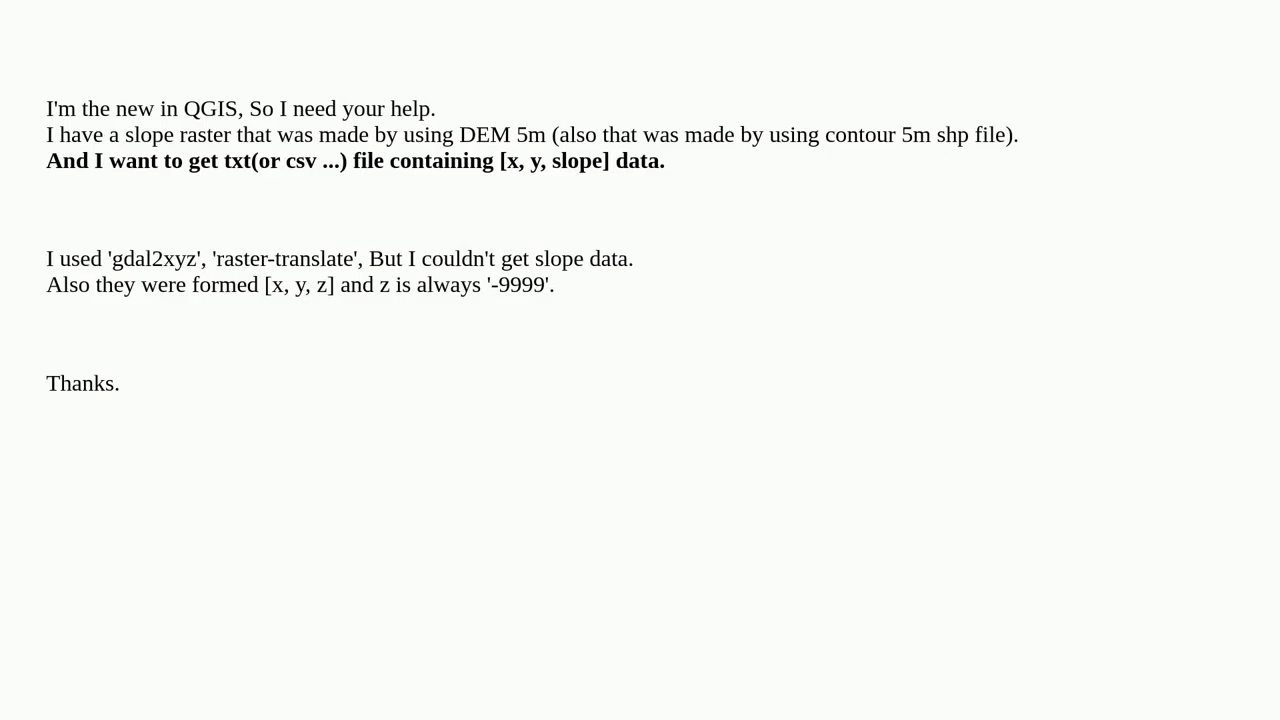 I'm the new in QGIS, So I need your help.
I have a slope raster that was made by using DEM 5m (also that was made by using contour 5m shp file).
And I want to get txt(or csv ...) file containing [x, y, slope] data.
I used 'gdal2xyz', 'raster-translate', But I couldn't get slope data.
Also they were formed [x, y, z] and z is always '-9999'.
Thanks.